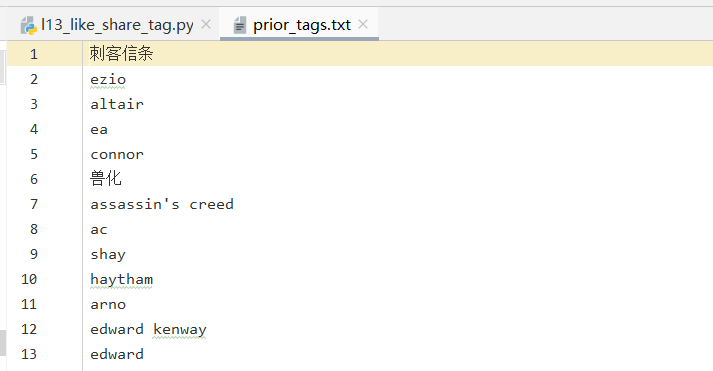 l13_like_share_tag.py prior_tags.txt
1 刺客信条
2 ezio
3 altair
4 ea
5 connor
6 兽化
7 assassin's creed
8 ac
9 shay
10 haytham
11 arno
12 edward kenway
13 edward